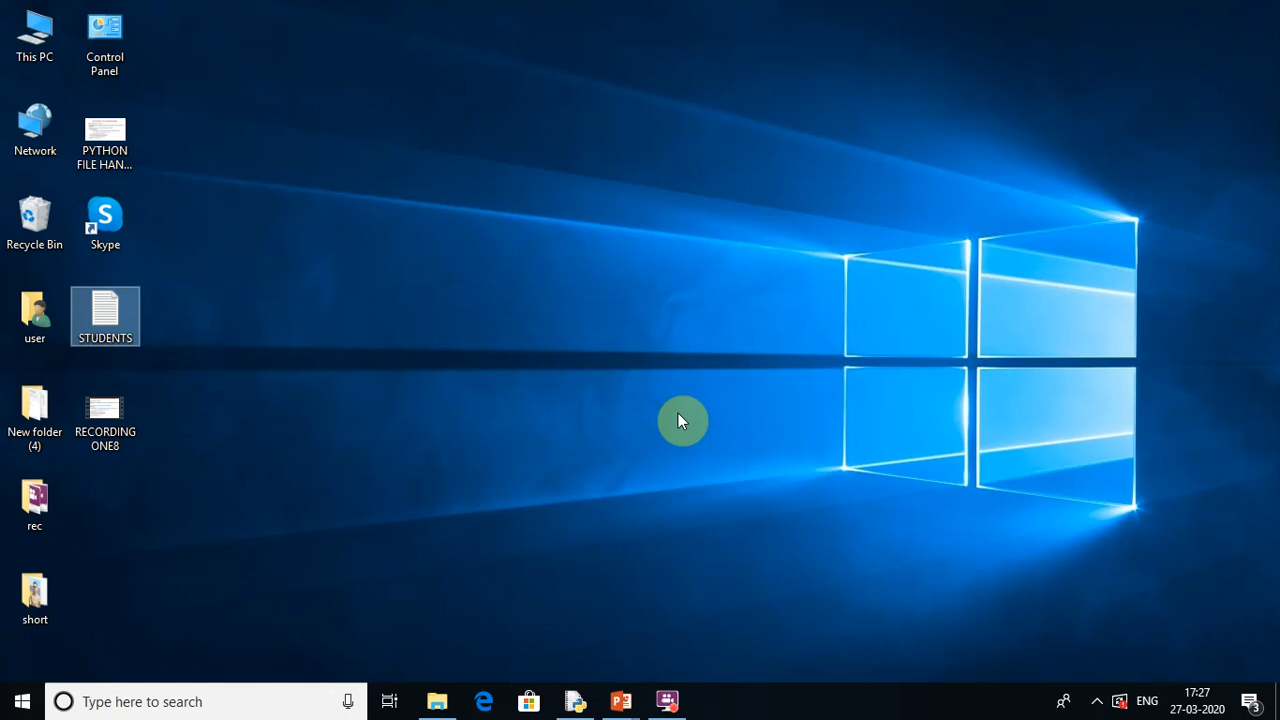 This PC
Control
Panel
Network
PYTHON
FILE HAN...
Recycle Bin
Skype
user
STUDENTS
New folder
(4)
RECORDING
ONE8
rec
short
Type here to search
ENG
17:27
27-03-2020
3